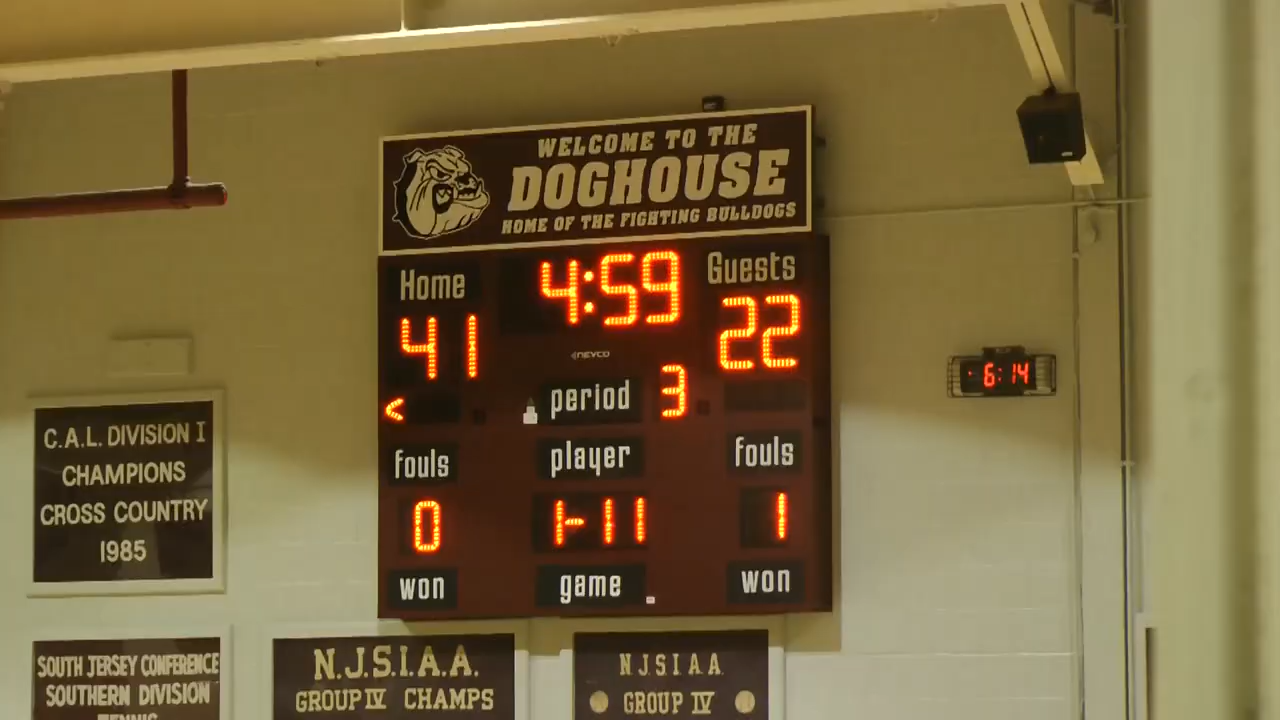 WELCOME TO THE
DOGHOUSE
HOME OF THE FIGHTING BULLDOGS
Home
4:59
Guests
41
22
NEVCO
<
period
3
fouls
player
fouls
0
1-11
1
won
game
won
6:14
C.A.L. DIVISION I
CHAMPIONS
CROSS COUNTRY
1985
SOUTH JERSEY CONFERENCE
SOUTHERN DIVISION
TENNIS
N.J.S.I.A.A.
GROUP IV CHAMPS
N.J.S.I.A.A.
GROUP IV